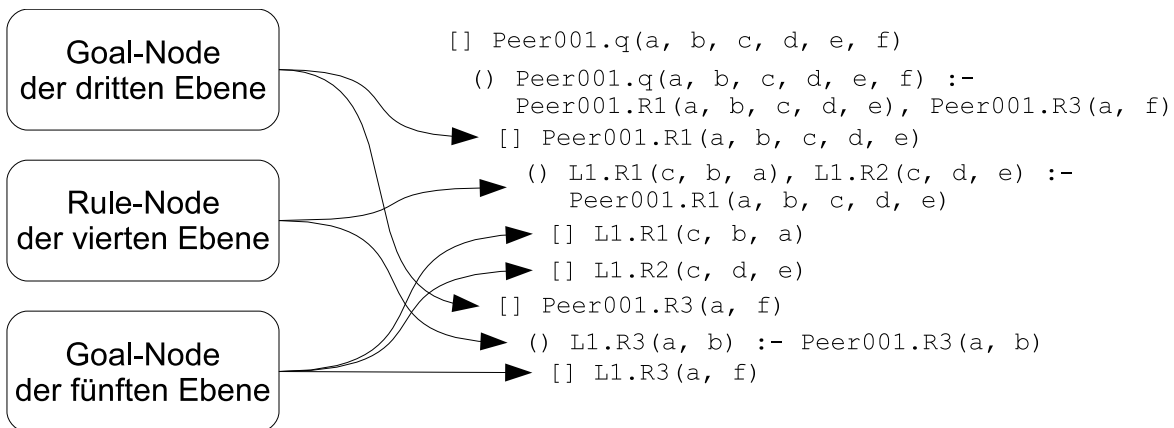 Goal-Node
der dritten Ebene
Rule-Node
der vierten Ebene
Goal-Node
der fünften Ebene
[] Peer001.q(a, b, c, d, e, f)
() Peer001.q(a, b, c, d, e, f) :-
Peer001.R1(a, b, c, d, e), Peer001.R3(a, f)
[] Peer001.R1(a, b, c, d, e)
() L1.R1(c, b, a), L1.R2(c, d, e) :-
Peer001.R1(a, b, c, d, e)
[] L1.R1(c, b, a)
[] L1.R2(c, d, e)
[] Peer001.R3(a, f)
() L1.R3(a, b) :- Peer001.R3(a, b)
[] L1.R3(a, f)